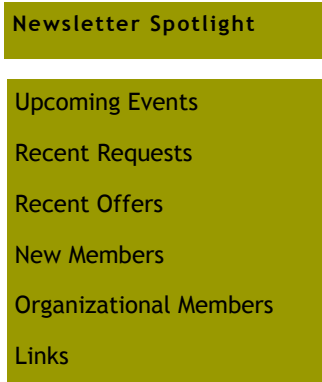 Newsletter Spotlight
Upcoming Events
Recent Requests
Recent Offers
New Members
Organizational Members
Links